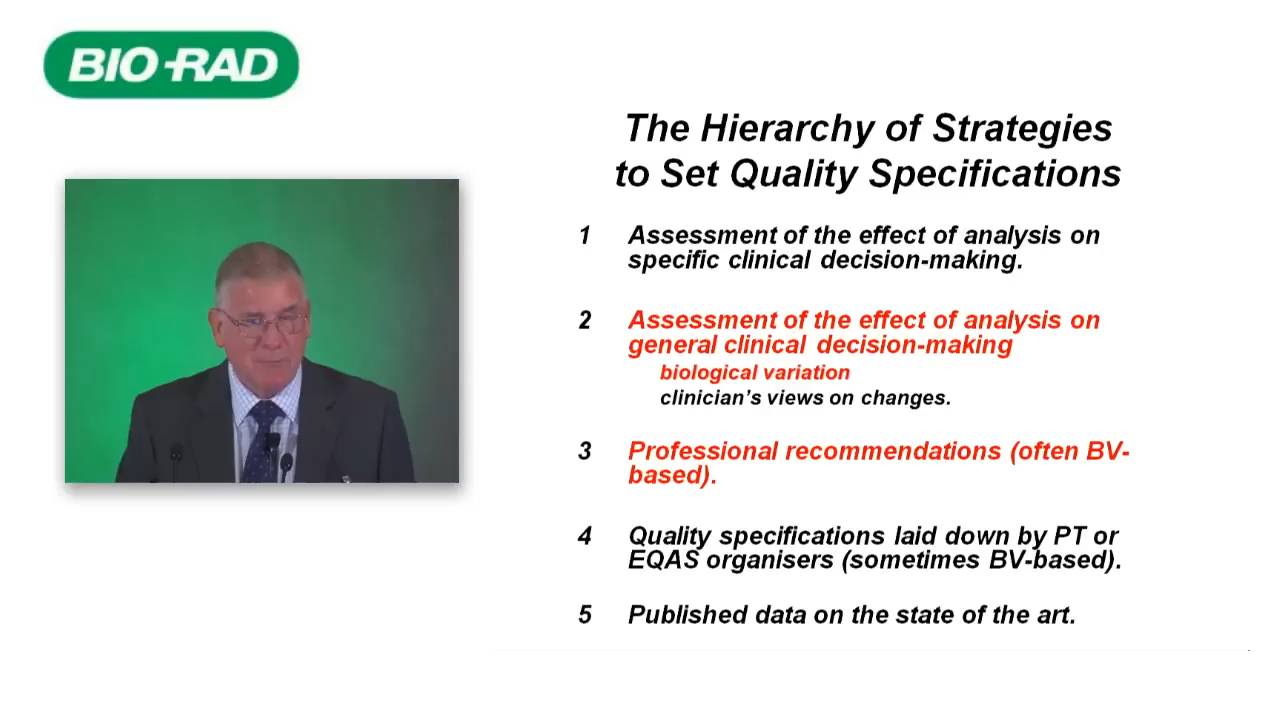 BIO-RAD
The Hierarchy of Strategies
to Set Quality Specifications
1 Assessment of the effect of analysis on
specific clinical decision-making.
2 Assessment of the effect of analysis on
general clinical decision-making
biological variation
clinician's views on changes.
3 Professional recommendations (often BV-
based).
4 Quality specifications laid down by PT or
EQAS organisers (sometimes BV-based).
5 Published data on the state of the art.